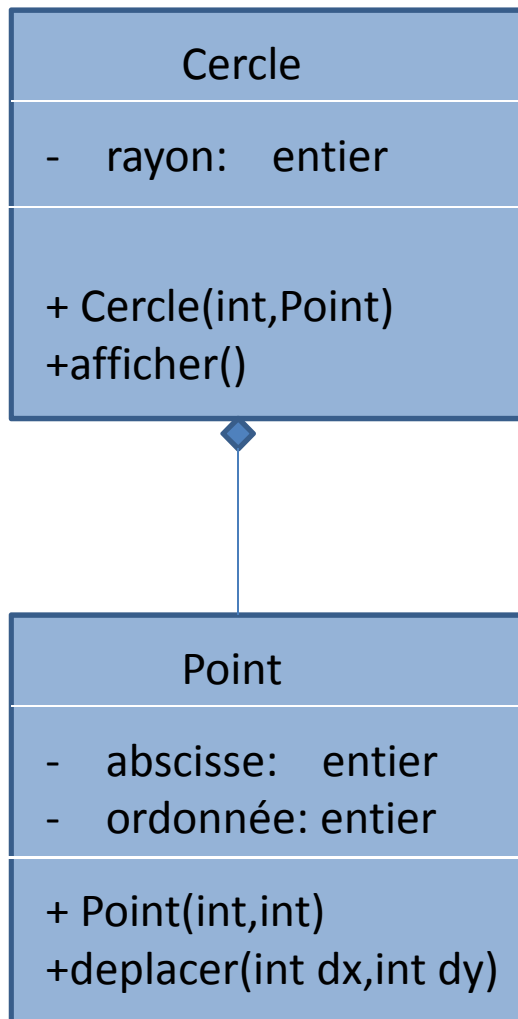 Cercle
- rayon: entier
+ Cercle(int,Point)
+afficher()
Point
- abscisse: entier
- ordonnée: entier
+ Point(int,int)
+deplacer(int dx,int dy)